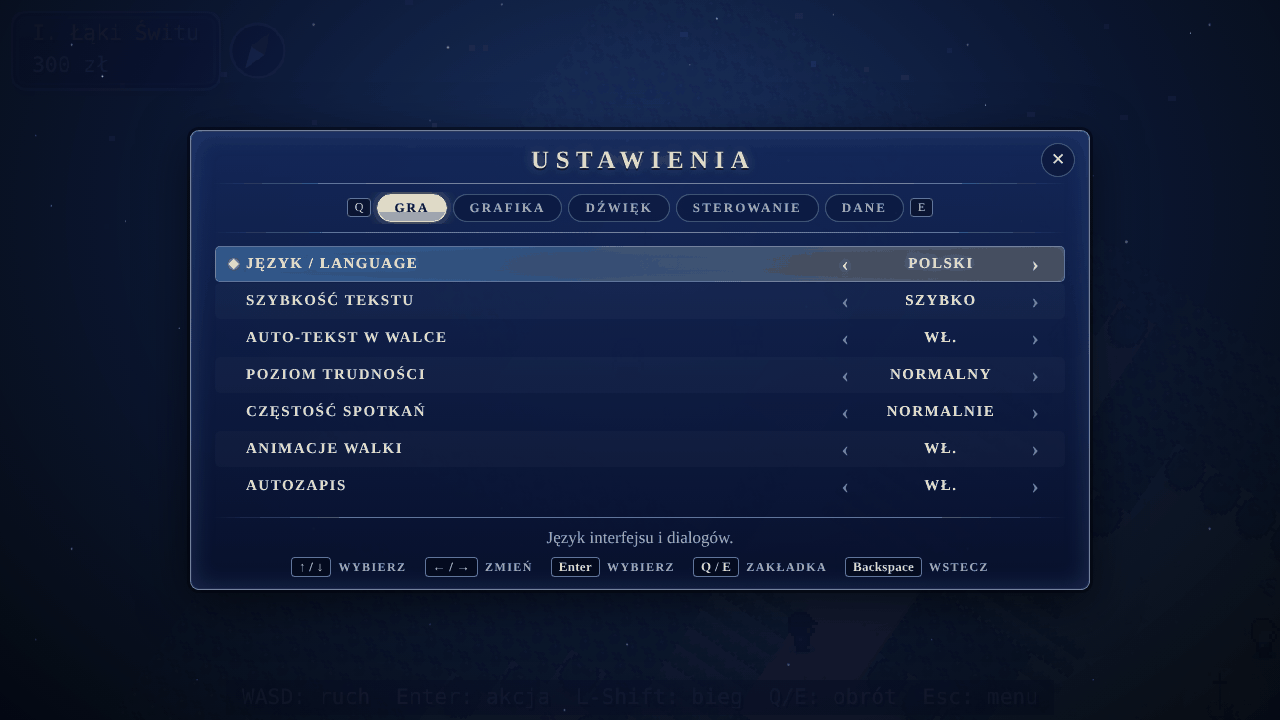 1. Łąki Świtu
300 zł
USTAWIENIA ✕
Q GRA GRAFIKA DŹWIĘK STEROWANIE DANE E
◆ JĘZYK / LANGUAGE ‹ POLSKI ›
SZYBKOŚĆ TEKSTU ‹ SZYBKO ›
AUTO-TEKST W WALCE ‹ WŁ. ›
POZIOM TRUDNOŚCI ‹ NORMALNY ›
CZĘSTOŚĆ SPOTKAŃ ‹ NORMALNIE ›
ANIMACJE WALKI ‹ WŁ. ›
AUTOZAPIS ‹ WŁ. ›
Język interfejsu i dialogów.
↑ / ↓ WYBIERZ ← / → ZMIEŃ Enter WYBIERZ Q / E ZAKŁADKA Backspace WSTECZ
WASD: ruch Enter: akcja L-Shift: bieg Q/E: obrót Esc: menu